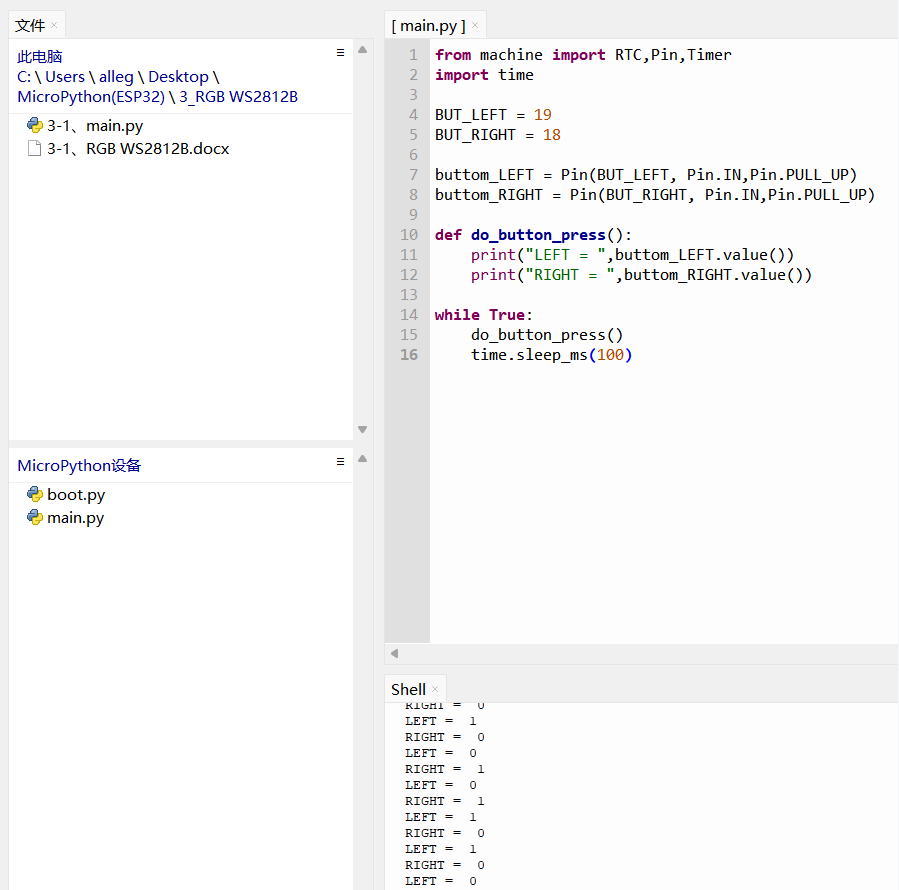 文件
此电脑
C: \ Users \ alleg \ Desktop \
MicroPython(ESP32) \ 3_RGB WS2812B
3-1、main.py
3-1、RGB WS2812B.docx
MicroPython设备
boot.py
main.py
[ main.py ]
1 from machine import RTC,Pin,Timer
2 import time
3
4 BUT_LEFT = 19
5 BUT_RIGHT = 18
6
7 buttom_LEFT = Pin(BUT_LEFT, Pin.IN,Pin.PULL_UP)
8 buttom_RIGHT = Pin(BUT_RIGHT, Pin.IN,Pin.PULL_UP)
9
10 def do_button_press():
11     print("LEFT = ",buttom_LEFT.value())
12     print("RIGHT = ",buttom_RIGHT.value())
13
14 while True:
15     do_button_press()
16     time.sleep_ms(100)
Shell
RIGHT =  0
LEFT =  1
RIGHT =  0
LEFT =  0
RIGHT =  1
LEFT =  0
RIGHT =  1
LEFT =  1
RIGHT =  0
LEFT =  1
RIGHT =  0
LEFT =  0